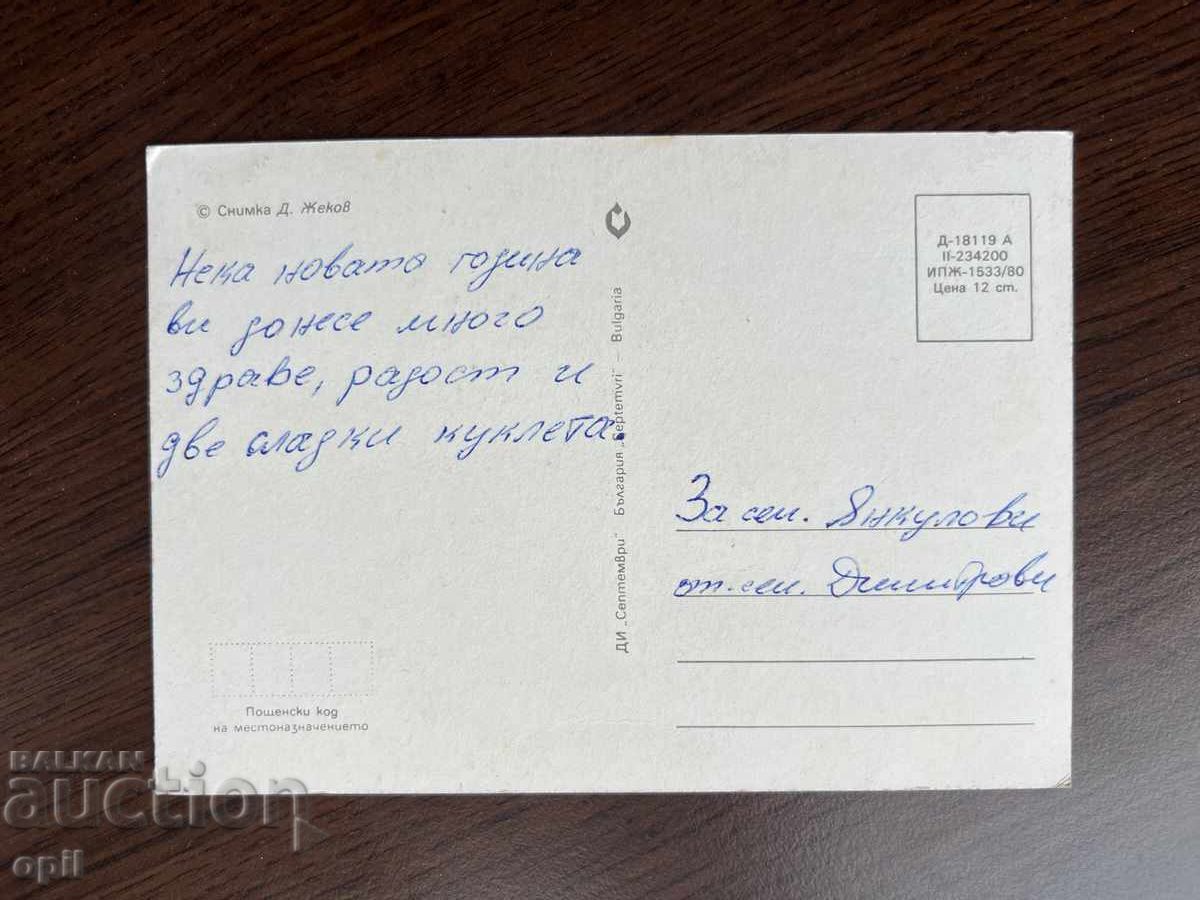 © Снимка Д. Жеков
Нека новата година
ви донесе много
здраве, радост и
две сладки куклета.
Пощенски код
на местоназначението
ДИ „Септември“ България „Septemvri“ — Bulgaria
Д-18119 А
II-234200
ИПЖ-1533/80
Цена 12 ст.
За сем. Янкулови
от сем. Димитрови
BALKAN
auction
opil